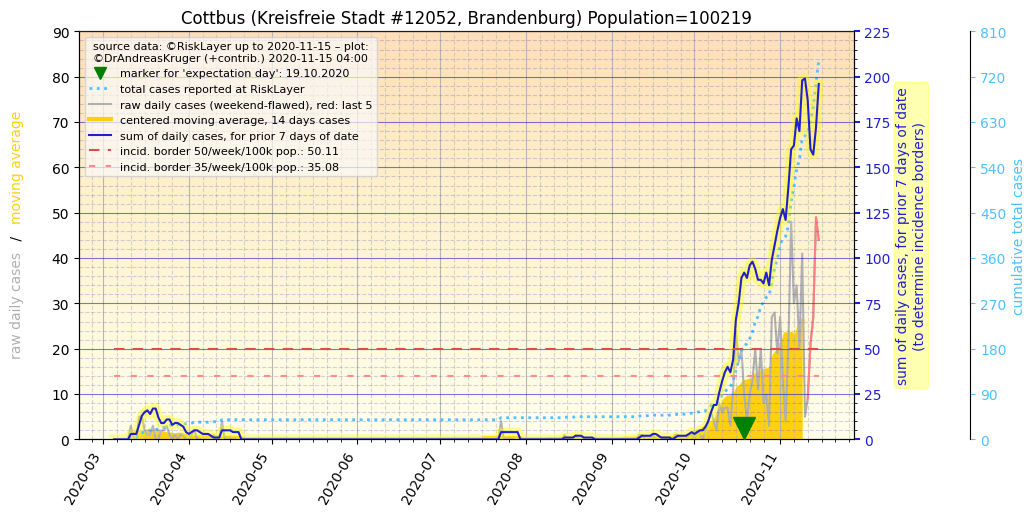 Cottbus (Kreisfreie Stadt #12052, Brandenburg) Population=100219
source data: ©RiskLayer up to 2020-11-15 – plot:
©DrAndreasKruger (+contrib.) 2020-11-15 04:00
marker for 'expectation day': 19.10.2020
total cases reported at RiskLayer
raw daily cases (weekend-flawed), red: last 5
centered moving average, 14 days cases
sum of daily cases, for prior 7 days of date
incid. border 50/week/100k pop.: 50.11
incid. border 35/week/100k pop.: 35.08
raw daily cases / moving average
90
80
70
60
50
40
30
20
10
0
2020-03
2020-04
2020-05
2020-06
2020-07
2020-08
2020-09
2020-10
2020-11
225
200
175
150
125
100
75
50
25
0
sum of daily cases, for prior 7 days of date
(to determine incidence borders)
810
720
630
540
450
360
270
180
90
0
cumulative total cases